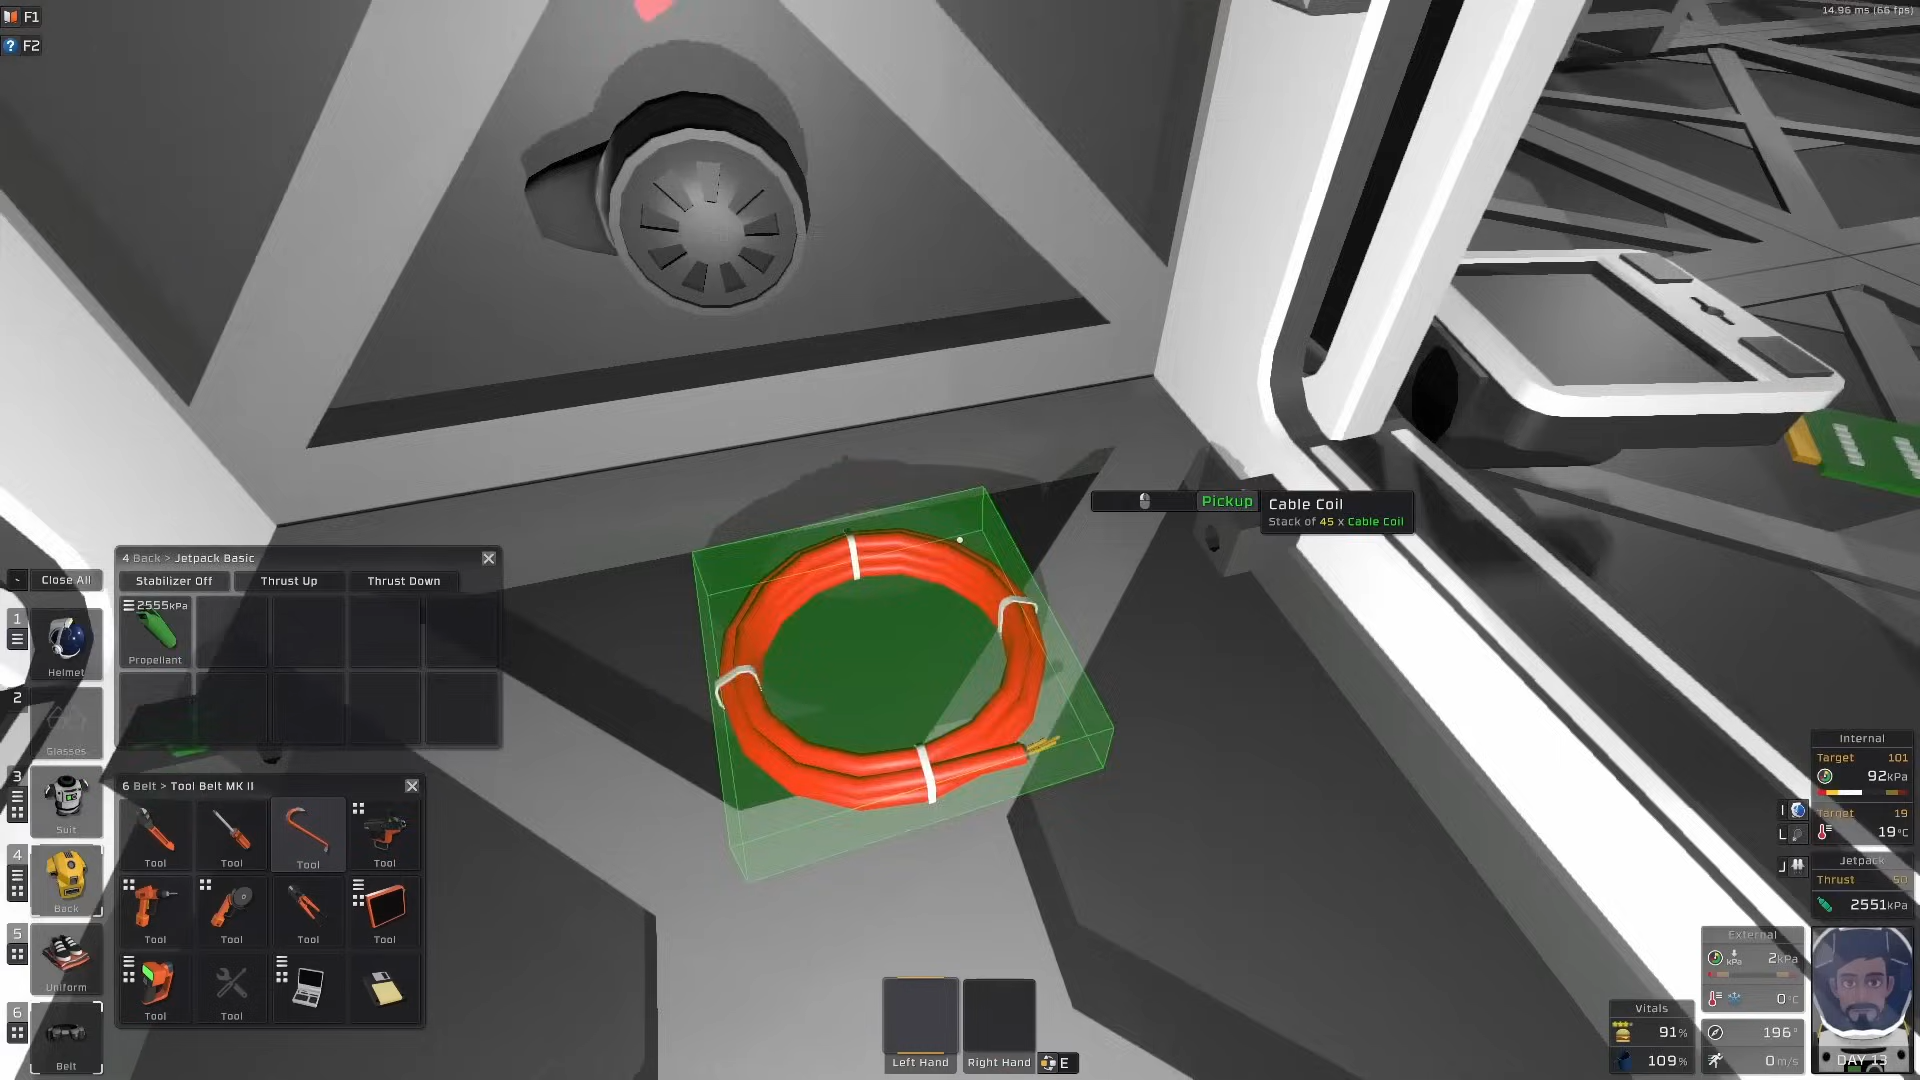 F1
14.96 ms (66 fps)
F2
Pickup
Cable Coil
Stack of 45 x Cable Coil
4 Back > Jetpack Basic
~ Close All
Stabilizer Off
Thrust Up
Thrust Down
1
2555kPa
Propellant
Helmet
2
Glasses
3
Suit
6 Belt > Tool Belt MK II
Tool
Tool
Tool
Tool
4
Back
Tool
Tool
Tool
Tool
5
Uniform
Tool
Tool
6
Belt
Left Hand
Right Hand
E
Internal
Target 101
92kPa
I
Target 19
L
19°C
Jetpack
J
Thrust 50
2551kPa
External
kPa
2kPa
0°C
Vitals
91%
196°
109%
0m/s
DAY 13